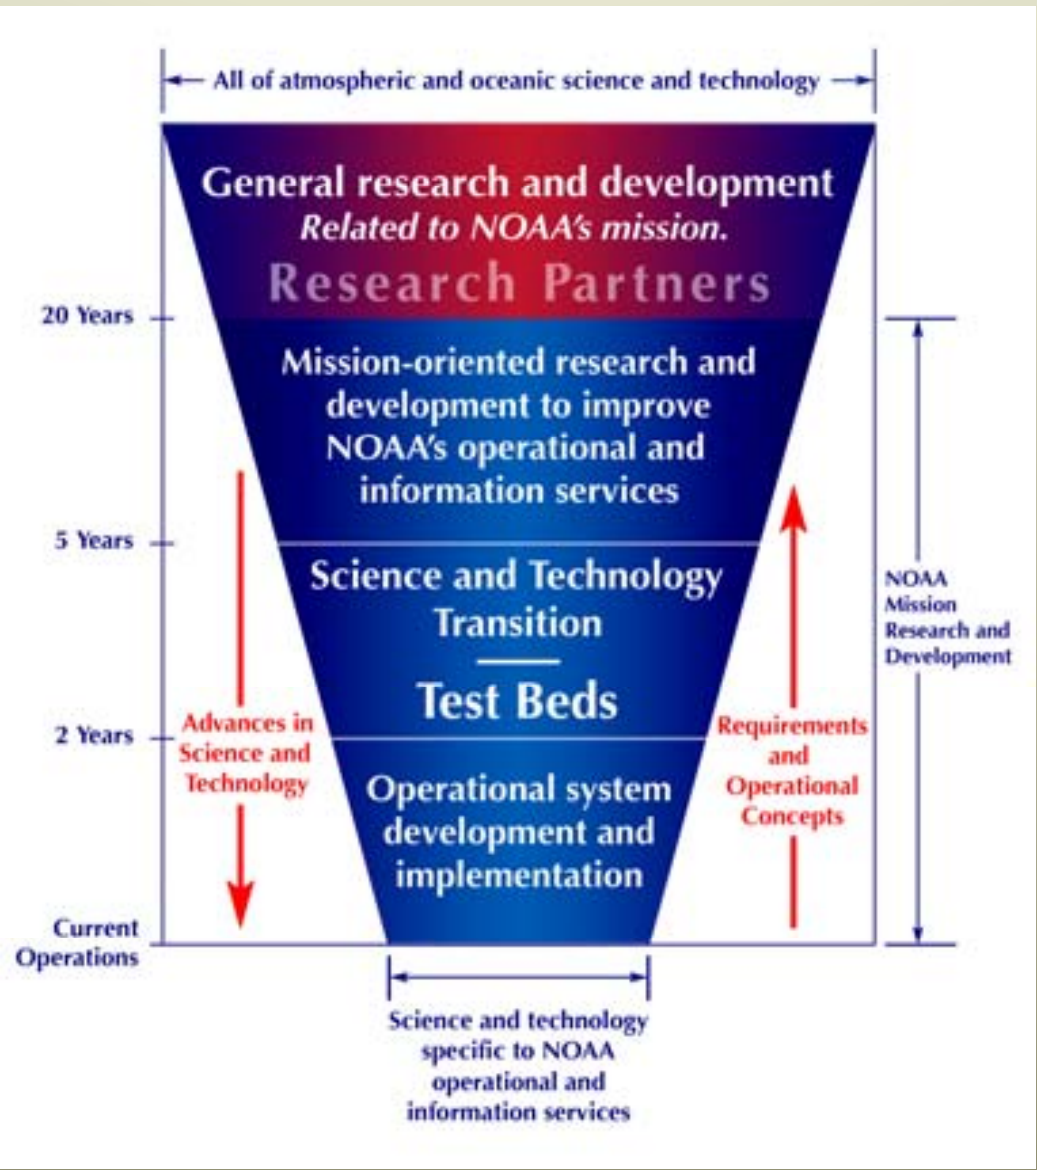 All of atmospheric and oceanic science and technology
General research and development
Related to NOAA's mission.
Research Partners
20 Years
Mission-oriented research and
development to improve
NOAA's operational and
information services
5 Years
Science and Technology
Transition
Test Beds
2 Years
Operational system
development and
implementation
Current
Operations
Advances in
Science and
Technology
Requirements
and
Operational
Concepts
NOAA
Mission
Research and
Development
Science and technology
specific to NOAA
operational and
information services